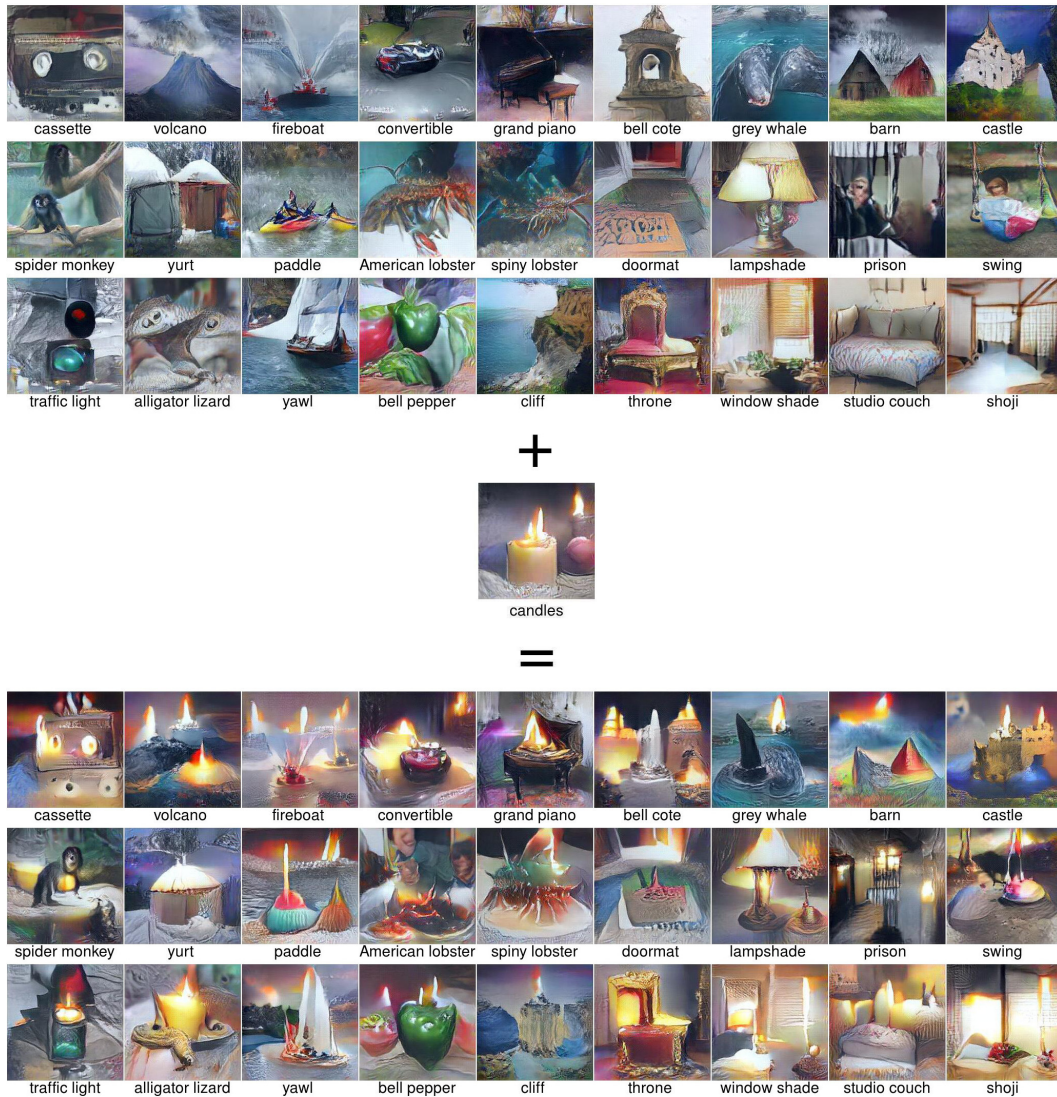 cassette volcano fireboat convertible grand piano bell cote grey whale barn castle
spider monkey yurt paddle American lobster spiny lobster doormat lampshade prison swing
traffic light alligator lizard yawl bell pepper cliff throne window shade studio couch shoji
+
candles
=
cassette volcano fireboat convertible grand piano bell cote grey whale barn castle
spider monkey yurt paddle American lobster spiny lobster doormat lampshade prison swing
traffic light alligator lizard yawl bell pepper cliff throne window shade studio couch shoji